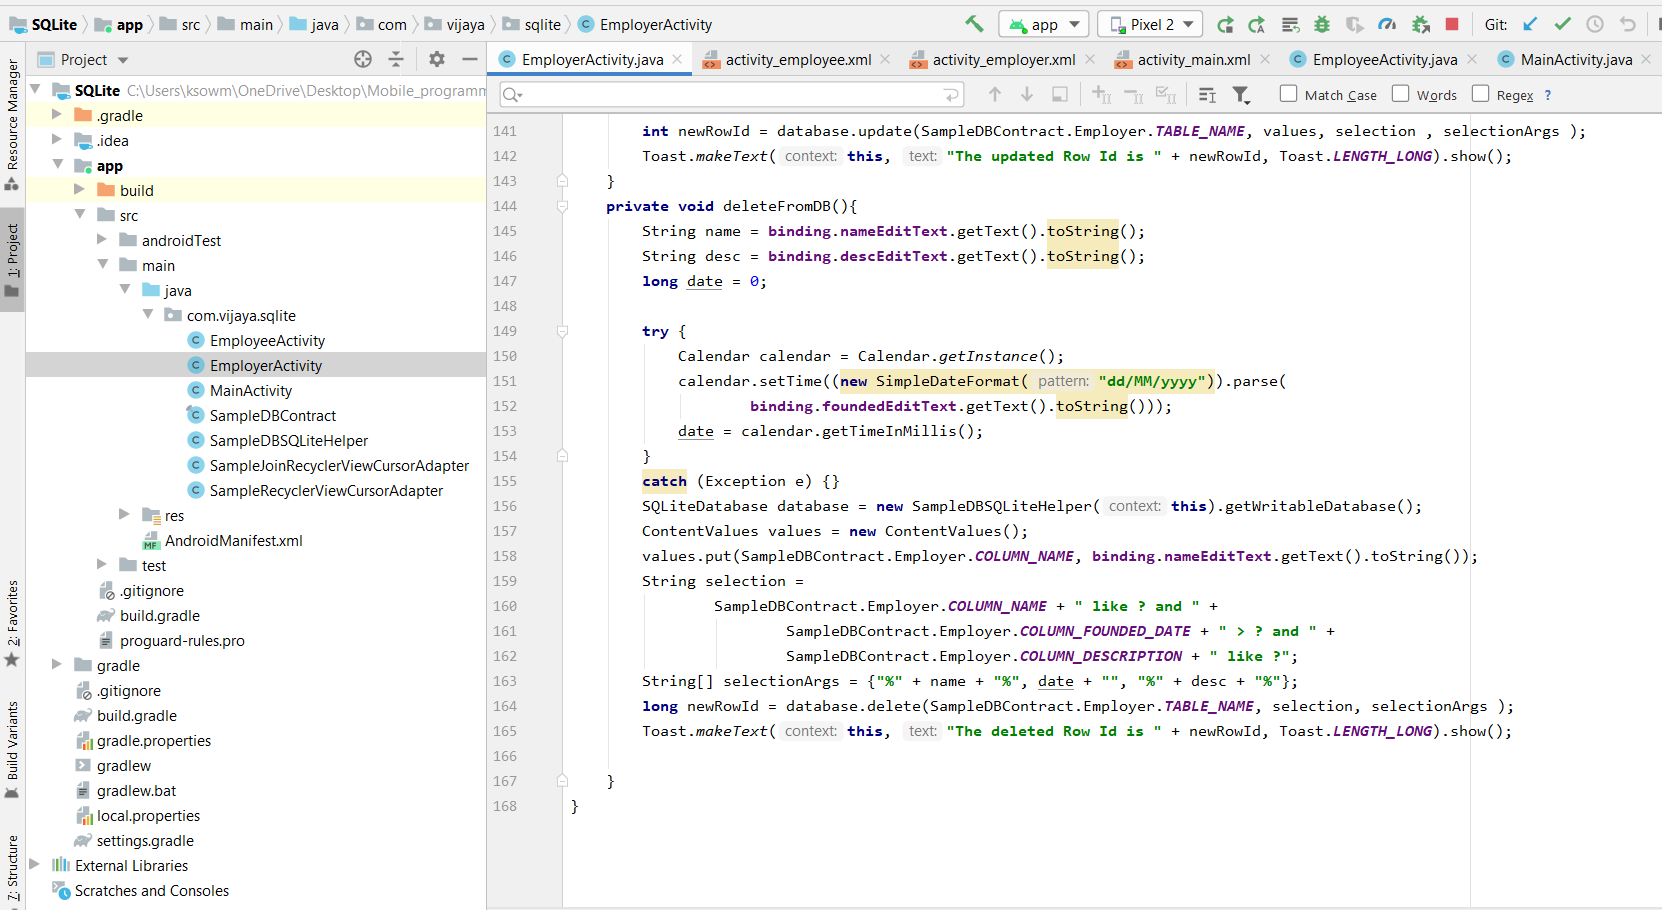 SQLite app src main java com vijaya sqlite EmployerActivity app Pixel 2 Git:
Project
EmployerActivity.java activity_employee.xml activity_employer.xml activity_main.xml EmployeeActivity.java MainActivity.java
Match Case Words Regex ?
Resource Manager
1: Project
2: Favorites
Build Variants
7: Structure
SQLite C:\Users\ksowm\OneDrive\Desktop\Mobile_programm
.gradle
.idea
app
build
src
androidTest
main
java
com.vijaya.sqlite
EmployeeActivity
EmployerActivity
MainActivity
SampleDBContract
SampleDBSQLiteHelper
SampleJoinRecyclerViewCursorAdapter
SampleRecyclerViewCursorAdapter
res
AndroidManifest.xml
test
.gitignore
build.gradle
proguard-rules.pro
gradle
.gitignore
build.gradle
gradle.properties
gradlew
gradlew.bat
local.properties
settings.gradle
External Libraries
Scratches and Consoles
141 int newRowId = database.update(SampleDBContract.Employer.TABLE_NAME, values, selection , selectionArgs );
142 Toast.makeText( context: this, text: "The updated Row Id is " + newRowId, Toast.LENGTH_LONG).show();
143 }
144 private void deleteFromDB(){
145 String name = binding.nameEditText.getText().toString();
146 String desc = binding.descEditText.getText().toString();
147 long date = 0;
148
149 try {
150 Calendar calendar = Calendar.getInstance();
151 calendar.setTime((new SimpleDateFormat( pattern: "dd/MM/yyyy")).parse(
152 binding.foundedEditText.getText().toString()));
153 date = calendar.getTimeInMillis();
154 }
155 catch (Exception e) {}
156 SQLiteDatabase database = new SampleDBSQLiteHelper( context: this).getWritableDatabase();
157 ContentValues values = new ContentValues();
158 values.put(SampleDBContract.Employer.COLUMN_NAME, binding.nameEditText.getText().toString());
159 String selection =
160 SampleDBContract.Employer.COLUMN_NAME + " like ? and " +
161 SampleDBContract.Employer.COLUMN_FOUNDED_DATE + " > ? and " +
162 SampleDBContract.Employer.COLUMN_DESCRIPTION + " like ?";
163 String[] selectionArgs = {"%" + name + "%", date + "", "%" + desc + "%"};
164 long newRowId = database.delete(SampleDBContract.Employer.TABLE_NAME, selection, selectionArgs );
165 Toast.makeText( context: this, text: "The deleted Row Id is " + newRowId, Toast.LENGTH_LONG).show();
166
167 }
168 }